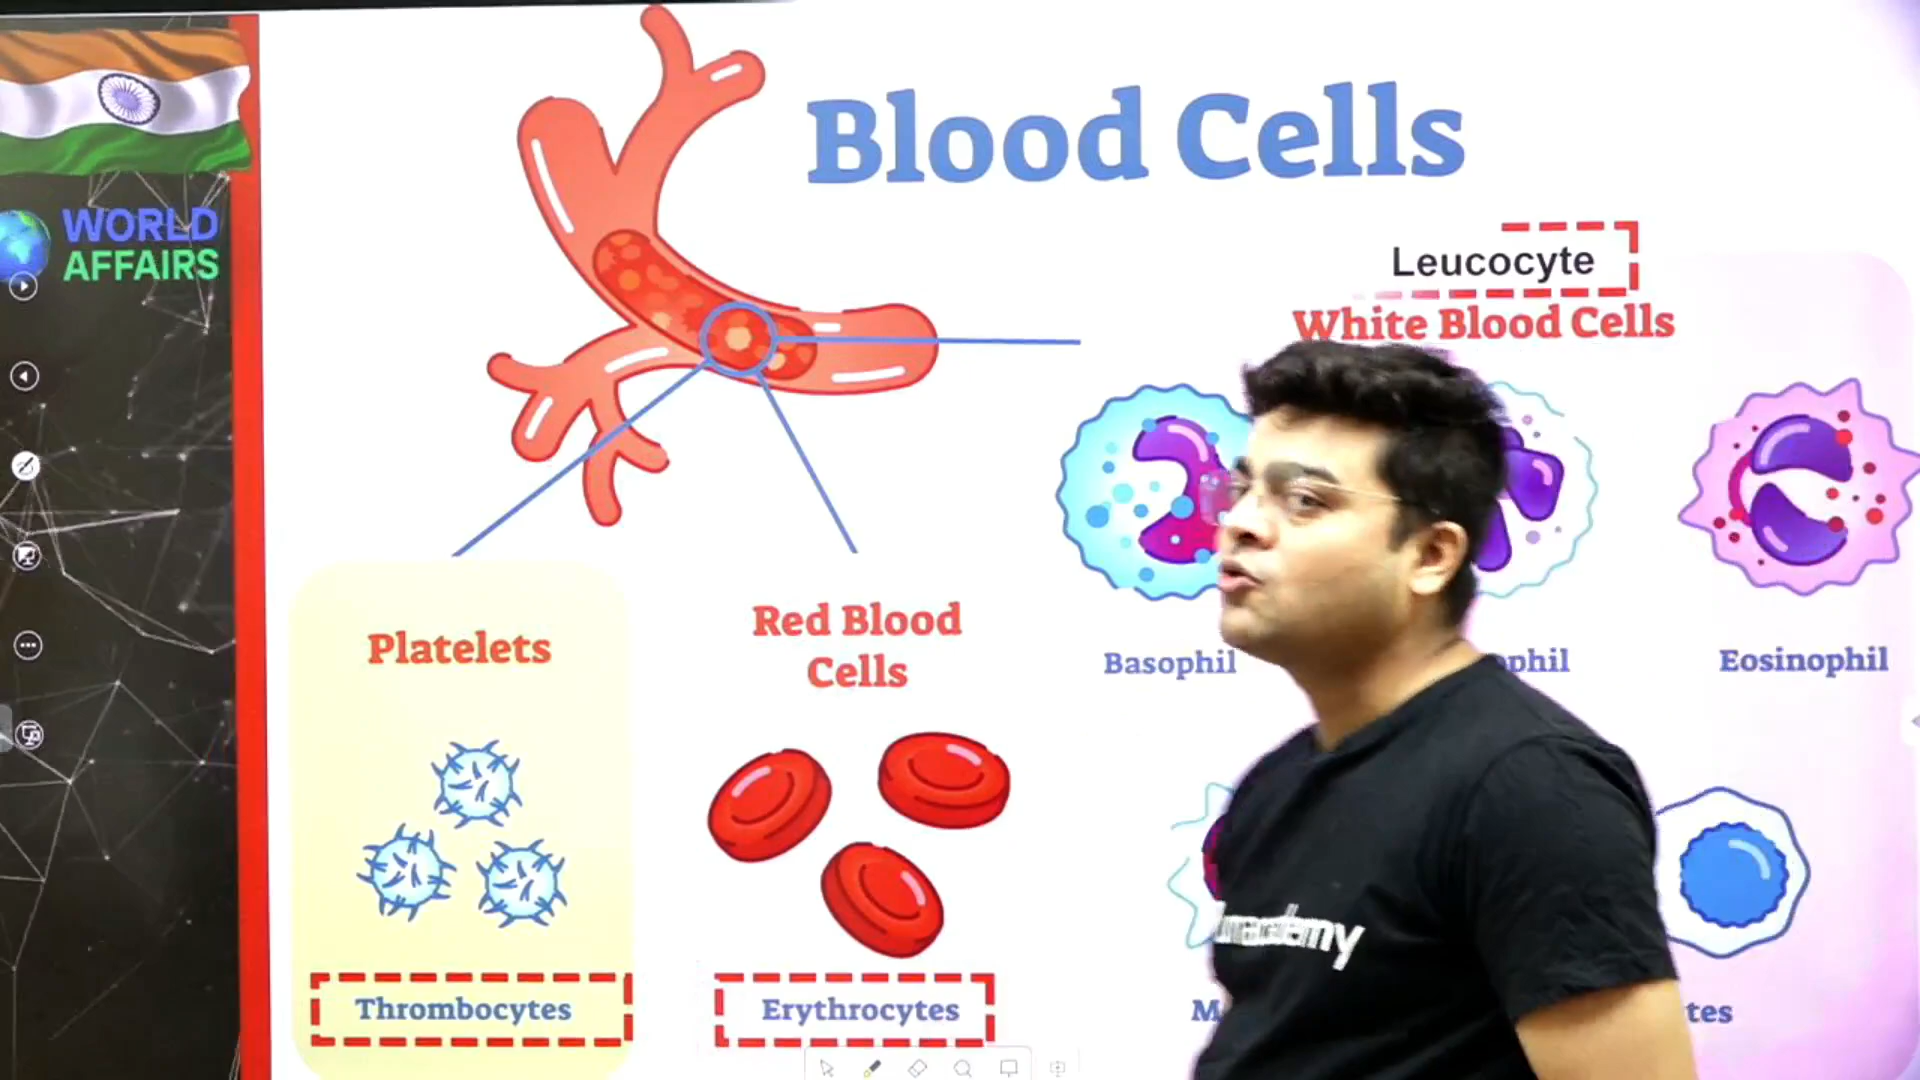 WORLD
AFFAIRS
Blood Cells
Leucocyte
White Blood Cells
Platelets
Red Blood
Cells
Basophil
Eosinophil
Thrombocytes
Erythrocytes